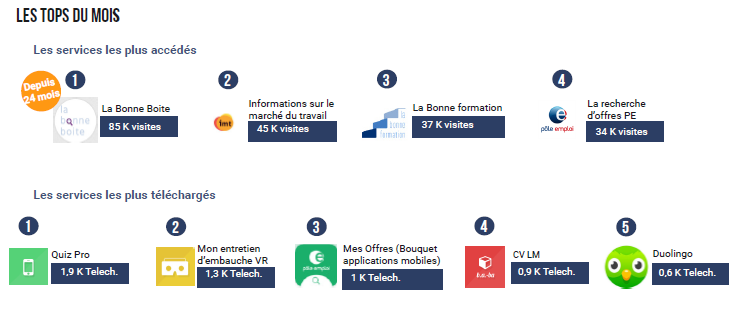 LES TOPS DU MOIS
Les services les plus accédés
Depuis
24 mois
1
la
bonne
boite
La Bonne Boite
85 K visites
2
imt
Informations sur le
marché du travail
45 K visites
3
la
bonne
formation
La Bonne formation
37 K visites
4
pôle emploi
La recherche
d'offres PE
34 K visites
Les services les plus téléchargés
1
Quiz Pro
1,9 K Telech.
2
Mon entretien
d'embauche VR
1,3 K Telech.
3
pôle-emploi
Mes Offres (Bouquet
applications mobiles)
1 K Telech.
4
CV LM
0,9 K Telech.
5
Duolingo
0,6 K Telech.